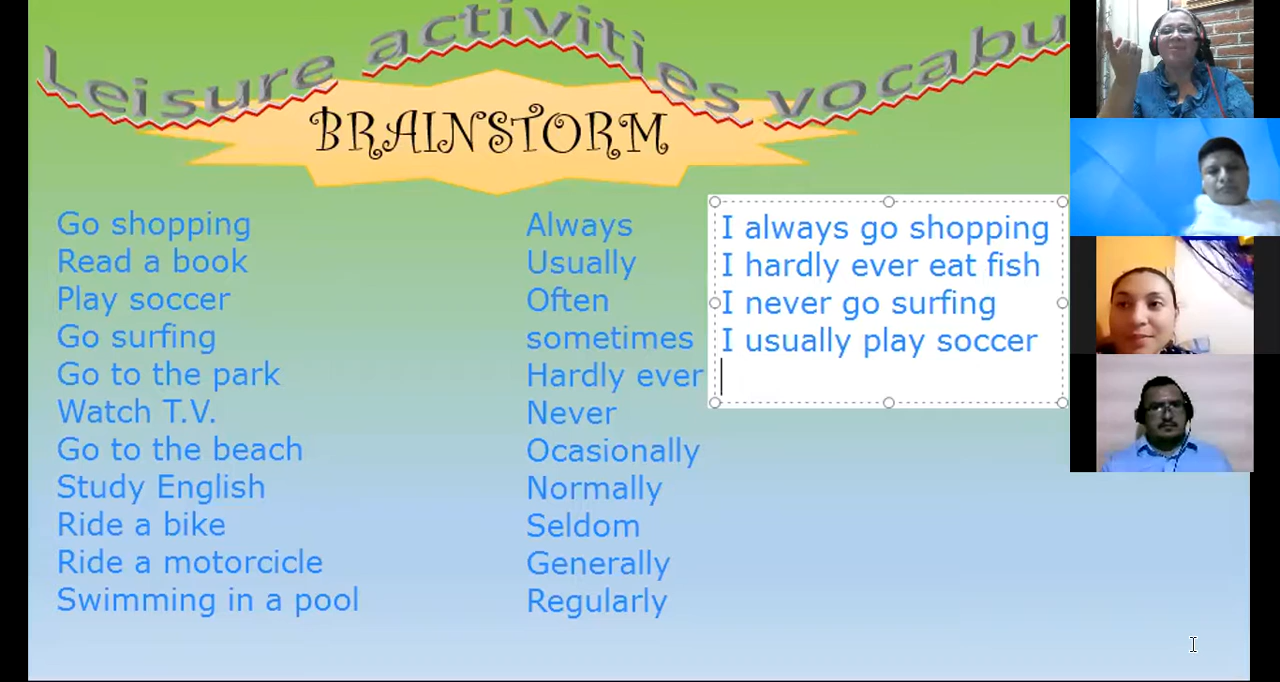 Leisure activities vocabu
BRAINSTORM
Go shopping
Read a book
Play soccer
Go surfing
Go to the park
Watch T.V.
Go to the beach
Study English
Ride a bike
Ride a motorcicle
Swimming in a pool
Always
Usually
Often
sometimes
Hardly ever
Never
Ocasionally
Normally
Seldom
Generally
Regularly
I always go shopping
I hardly ever eat fish
I never go surfing
I usually play soccer